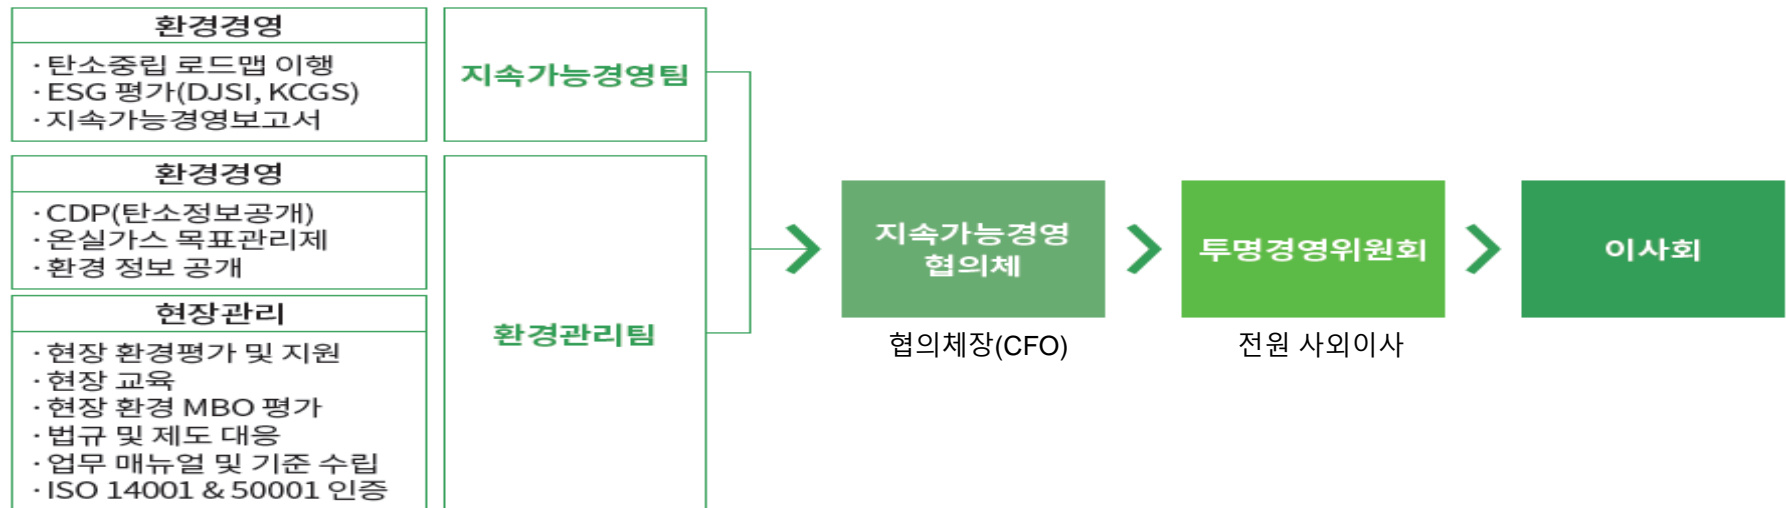 환경경영
· 탄소중립 로드맵 이행
· ESG 평가(DJSI, KCGS)
· 지속가능경영보고서
지속가능경영팀
환경경영
· CDP(탄소정보공개)
· 온실가스 목표관리제
· 환경 정보 공개
현장관리
· 현장 환경평가 및 지원
· 현장 교육
· 현장 환경 MBO 평가
· 법규 및 제도 대응
· 업무 매뉴얼 및 기준 수립
· ISO 14001 & 50001 인증
환경관리팀
지속가능경영
협의체
협의체장(CFO)
투명경영위원회
전원 사외이사
이사회